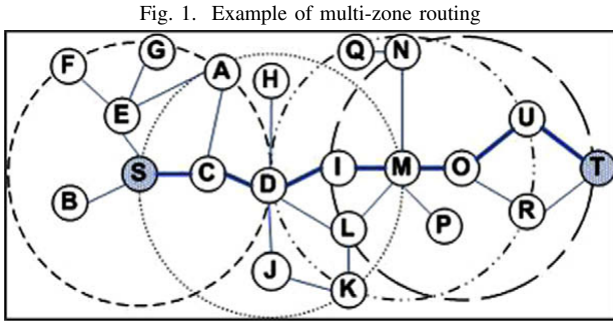 Fig. 1. Example of multi-zone routing
G Q N
F A H
E U
S C D I M O T
B L P R
J K